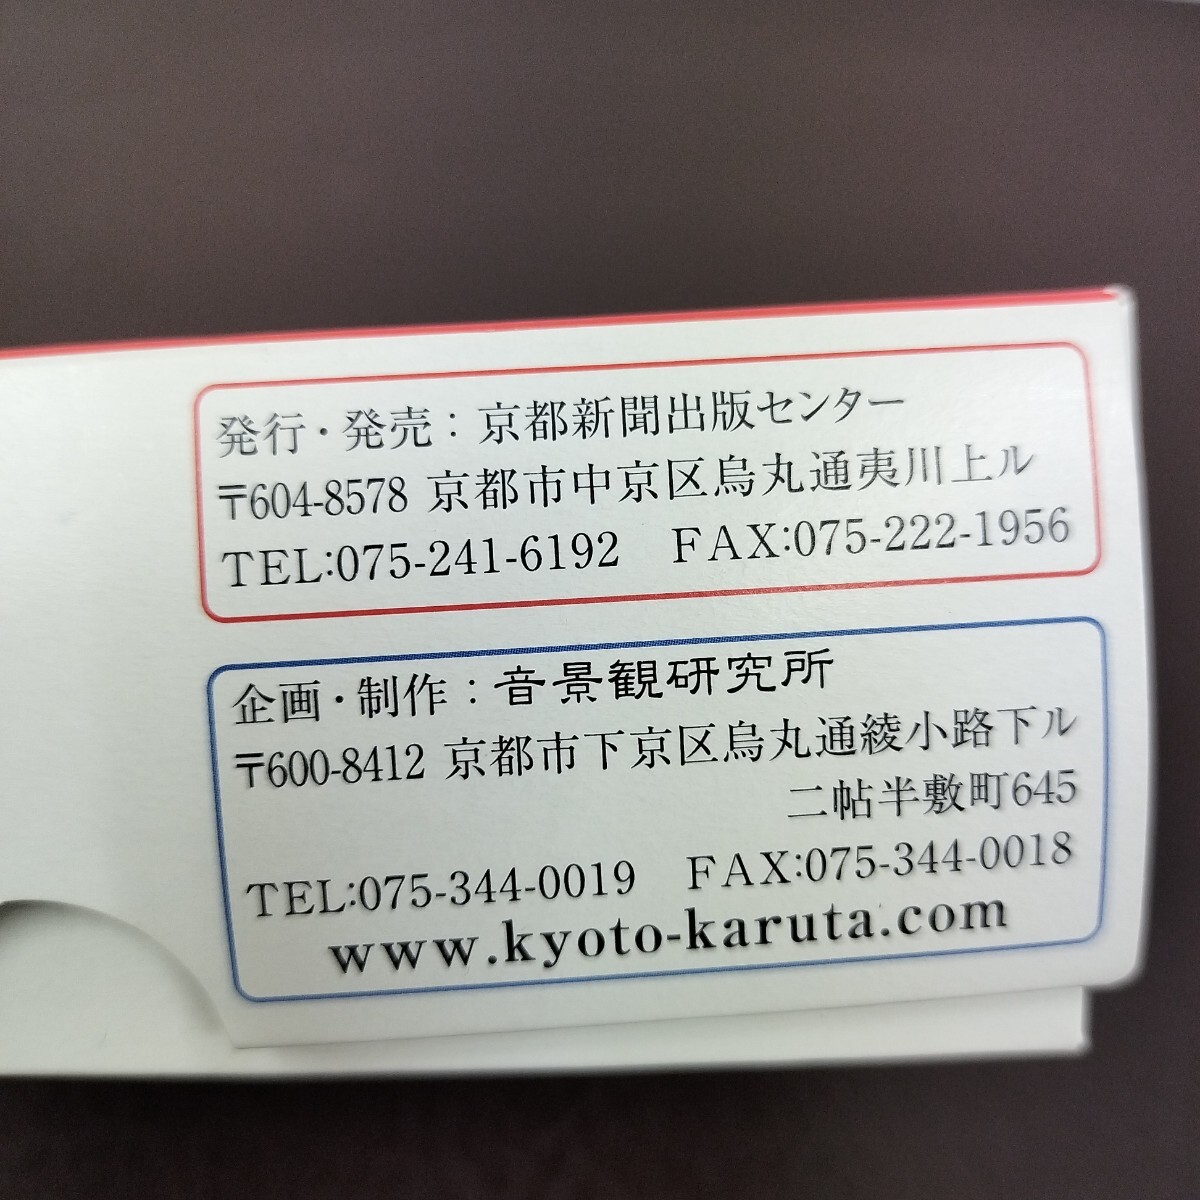 発行・発売：京都新聞出版センター
〒604-8578 京都市中京区烏丸通夷川上ル
TEL:075-241-6192　FAX:075-222-1956
企画・制作：音景観研究所
〒600-8412 京都市下京区烏丸通綾小路下ル
二帖半敷町645
TEL:075-344-0019　FAX:075-344-0018
www.kyoto-karuta.com